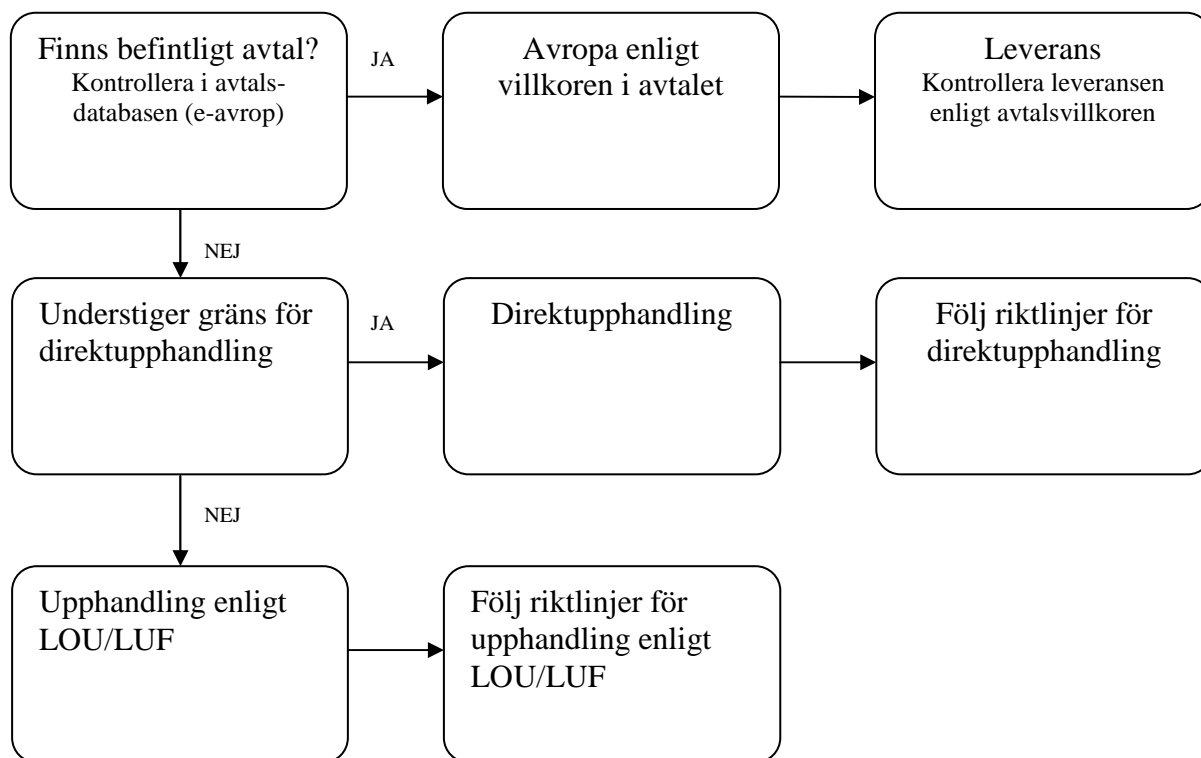 Finns befintligt avtal?
Kontrollera i avtals-
databasen (e-avrop)
JA
Avropa enligt
villkoren i avtalet
Leverans
Kontrollera leveransen
enligt avtalsvillkoren
NEJ
Understiger gräns för
direktupphandling
JA
Direktupphandling
Följ riktlinjer för
direktupphandling
NEJ
Upphandling enligt
LOU/LUF
Följ riktlinjer för
upphandling enligt
LOU/LUF